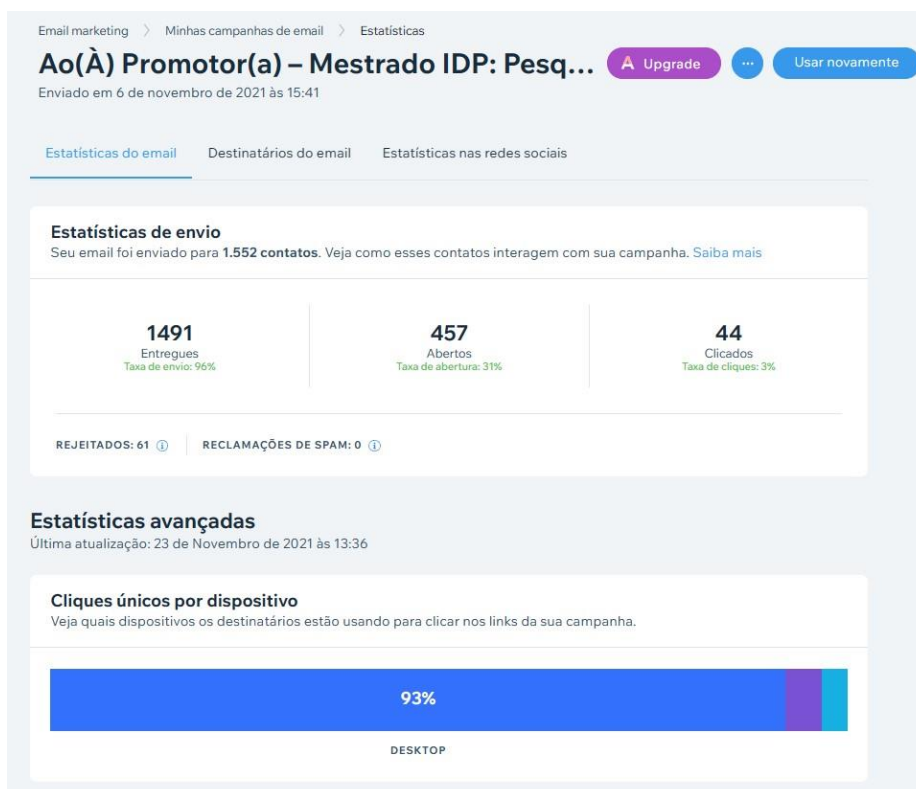 Email marketing > Minhas campanhas de email > Estatísticas
Ao(À) Promotor(a) – Mestrado IDP: Pesq... Upgrade ... Usar novamente
Enviado em 6 de novembro de 2021 às 15:41
Estatísticas do email Destinatários do email Estatísticas nas redes sociais
Estatísticas de envio
Seu email foi enviado para 1.552 contatos. Veja como esses contatos interagem com sua campanha. Saiba mais
1491 457 44
Entregues Abertos Clicados
Taxa de envio: 96% Taxa de abertura: 31% Taxa de cliques: 3%
REJEITADOS: 61 RECLAMAÇÕES DE SPAM: 0
Estatísticas avançadas
Última atualização: 23 de Novembro de 2021 às 13:36
Cliques únicos por dispositivo
Veja quais dispositivos os destinatários estão usando para clicar nos links da sua campanha.
93%
DESKTOP